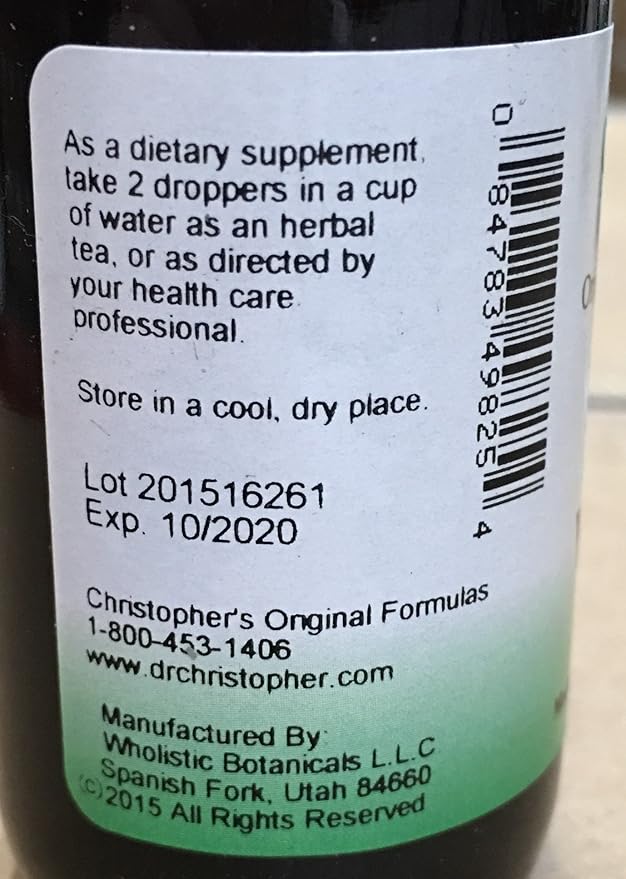 As a dietary supplement,
take 2 droppers in a cup
of water as an herbal
tea, or as directed by
your health care
professional.
Store in a cool, dry place.
Lot 201516261
Exp. 10/2020
Christopher's Original Formulas
1-800-453-1406
www.drchristopher.com
Manufactured By:
Wholistic Botanicals L.L.C
Spanish Fork, Utah 84660
(c)2015 All Rights Reserved
0 84783 49825 4